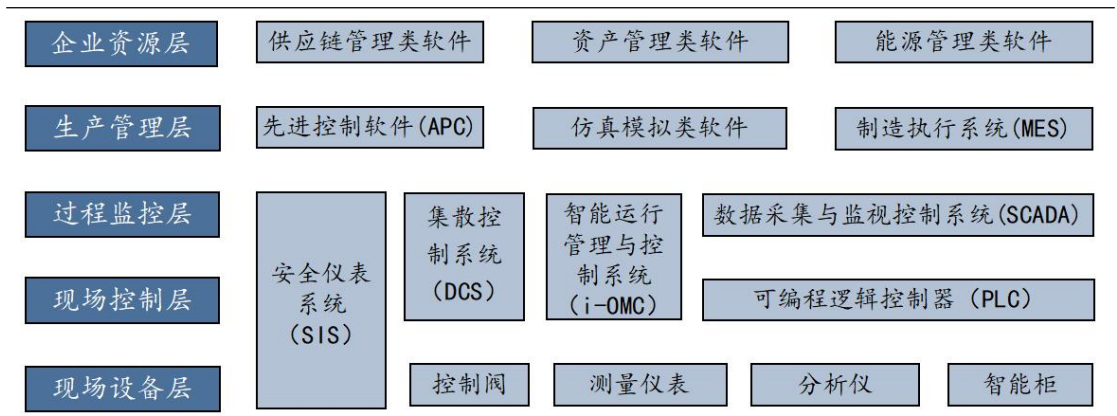 企业资源层
供应链管理类软件
资产管理类软件
能源管理类软件
生产管理层
先进控制软件(APC)
仿真模拟类软件
制造执行系统(MES)
过程监控层
现场控制层
安全仪表
系统
(SIS)
集散控
制系统
(DCS)
智能运行
管理与控
制系统
(i-OMC)
数据采集与监视控制系统(SCADA)
可编程逻辑控制器 (PLC)
现场设备层
控制阀
测量仪表
分析仪
智能柜